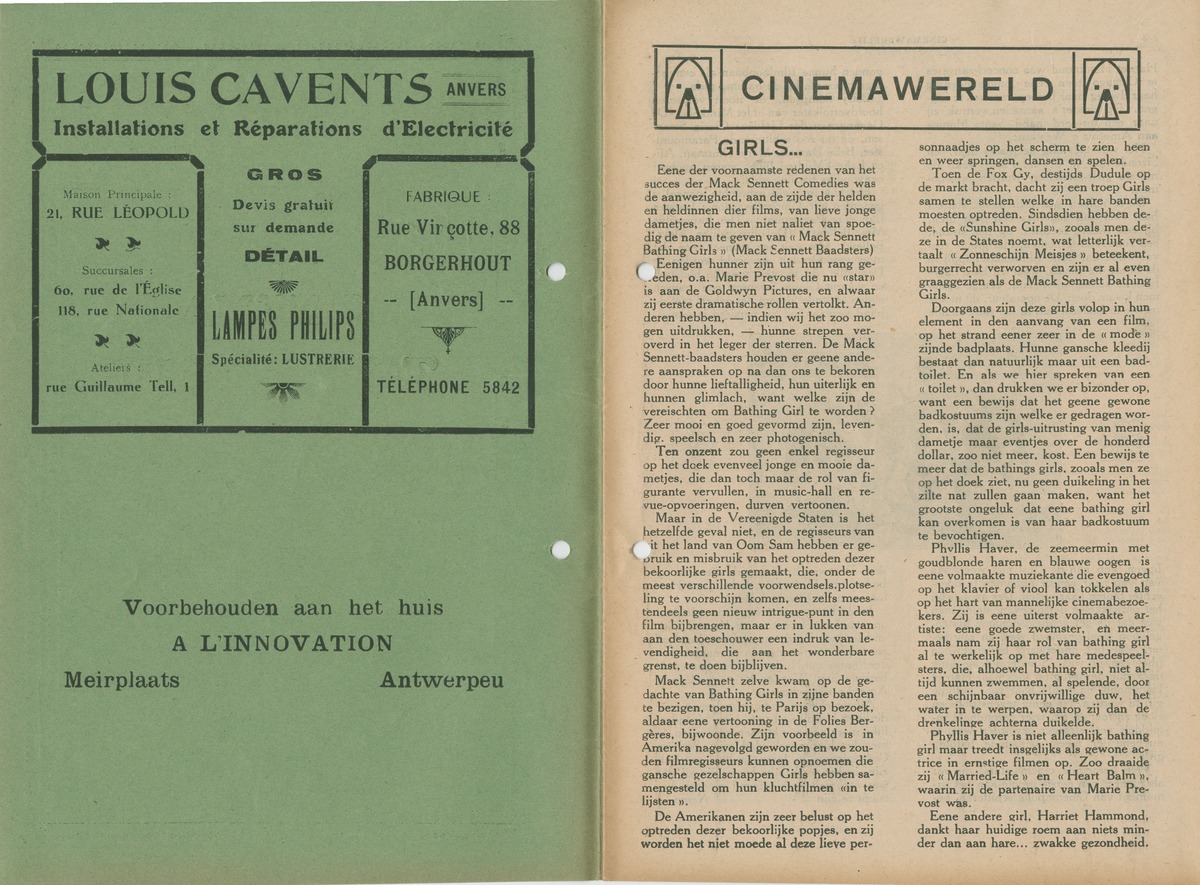 LOUIS CAVENTS ANVERS
Installations et Réparations d'Electricité
Maison Principale :
21, RUE LÉOPOLD
Succursales :
60, rue de l'Église
118, rue Nationale
Ateliers :
rue Guillaume Tell, 1
GROS
Devis gratuit
sur demande
DÉTAIL
LAMPES PHILIPS
Spécialité: LUSTRERIE
FABRIQUE :
Rue Virçotte, 88
BORGERHOUT
-- [Anvers] --
TÉLÉPHONE 5842
Voorbehouden aan het huis
A L'INNOVATION
Meirplaats Antwerpeu
CINEMAWERELD
GIRLS...
Eene der voornaamste redenen van het
succes der Mack Sennett Comedies was
de aanwezigheid, aan de zijde der helden
en heldinnen dier films, van lieve jonge
dametjes, die men niet naliet van spoe-
dig de naam te geven van « Mack Sennett
Bathing Girls » (Mack Sennett Baadsters)
Eenigen hunner zijn uit hun rang ge-
reden, o.a. Marie Prevost die nu «star»
is aan de Goldwyn Pictures, en alwaar
zij eerste dramatische rollen vertolkt. An-
deren hebben, — indien wij het zoo mo-
gen uitdrukken, — hunne strepen ver-
overd in het leger der sterren. De Mack
Sennett-baadsters houden er geene ande-
re aanspraken op na dan ons te bekoren
door hunne lieftalligheid, hun uiterlijk en
hunnen glimlach, want welke zijn de
vereischten om Bathing Girl te worden ?
Zeer mooi en goed gevormd zijn, leven-
dig, speelsch en zeer photogenisch.
Ten onzent zou geen enkel regisseur
op het doek evenveel jonge en mooie da-
metjes, die dan toch maar de rol van fi-
gurante vervullen, in music-hall en re-
vue-opvoeringen, durven vertoonen.
Maar in de Vereenigde Staten is het
hetzelfde geval niet, en de regisseurs van
uit het land van Oom Sam hebben er ge-
bruik en misbruik van het optreden dezer
bekoorlijke girls gemaakt, die, onder de
meest verschillende voorwendsels,plotse-
ling te voorschijn komen, en zelfs mees-
tendeels geen nieuw intrigue-punt in den
film bijbrengen, maar er in lukken van
aan den toeschouwer een indruk van le-
vendigheid, die aan het wonderbare
grenst, te doen bijblijven.
Mack Sennett zelve kwam op de ge-
dachte van Bathing Girls in zijne banden
te bezigen, toen hij, te Parijs op bezoek,
aldaar eene vertooning in de Folies Ber-
gères, bijwoonde. Zijn voorbeeld is in
Amerika nagevolgd geworden en we zou-
den filmregisseurs kunnen opnoemen die
gansche gezelschappen Girls hebben sa-
mengesteld om hun kluchtfilmen «in te
lijsten ».
De Amerikanen zijn zeer belust op het
optreden dezer bekoorlijke popjes, en zij
worden het niet moede al deze lieve per-
sonnaadjes op het scherm te zien heen
en weer springen, dansen en spelen.
Toen de Fox Gy, destijds Dudule op
de markt bracht, dacht zij een troep Girls
samen te stellen welke in hare banden
moesten optreden. Sindsdien hebben de-
de, de «Sunshine Girls», zooals men de-
ze in de States noemt, wat letterlijk ver-
taalt « Zonneschijn Meisjes » beteekent,
burgerrecht verworven en zijn er al even
graaggezien als de Mack Sennett Bathing
Girls.
Doorgaans zijn deze girls volop in hun
element in den aanvang van een film,
op het strand eener zeer in de « mode »
zijnde badplaats. Hunne gansche kleedij
bestaat dan natuurlijk maar uit een bad-
toilet. En als we hier spreken van een
« toilet », dan drukken we er bizonder op,
want een bewijs dat het geene gewone
badkostuums zijn welke er gedragen wor-
den, is, dat de girls-uitrusting van menig
dametje maar eventjes over de honderd
dollar, zoo niet meer, kost. Een bewijs te
meer dat de bathings girls, zooals men ze
op het doek ziet, nu geen duikeling in het
zilte nat zullen gaan maken, want het
grootste ongeluk dat eene bathing girl
kan overkomen is van haar badkostuum
te bevochtigen.
Phyllis Haver, de zeemeermin met
goudblonde haren en blauwe oogen is
eene volmaakte muziekante die evengoed
op het klavier of viool kan tokkelen als
op het hart van mannelijke cinemabezoe-
kers. Zij is eene uiterst volmaakte ar-
tiste: eene goede zwemster, en meer-
maals nam zij haar rol van bathing girl
al te werkelijk op met hare medespeel-
sters, die, alhoewel bathing girl, niet al-
tijd kunnen zwemmen, al spelende, door
een schijnbaar onvrijwillige duw, het
water in te werpen, waarop zij dan de
drenkelinge achterna duikelde.
Phyllis Haver is niet alleenlijk bathing
girl maar treedt insgelijks als gewone ac-
trice in ernstige filmen op. Zoo draaide
zij « Married-Life » en « Heart Balm »,
waarin zij de partenaire van Marie Pre-
vost was.
Eene andere girl, Harriet Hammond,
dankt haar huidige roem aan niets min-
der dan aan hare... zwakke gezondheid.